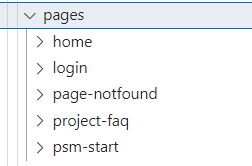 pages
home
login
page-notfound
project-faq
psm-start